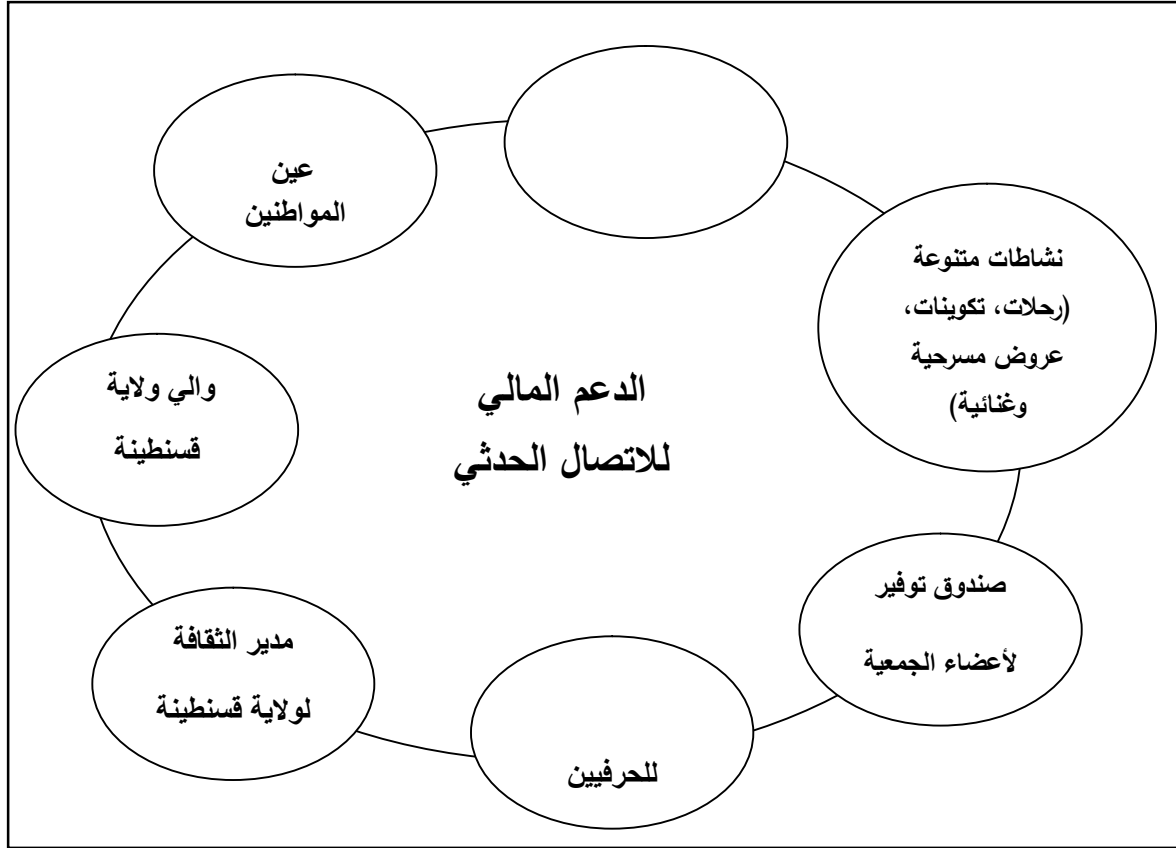 عين
المواطنين
نشاطات متنوعة
(رحلات، تكوينات،
عروض مسرحية
وغنائية)
والي ولاية
قسنطينة
الدعم المالي
للاتصال الحدثي
صندوق توفير
لأعضاء الجمعية
مدير الثقافة
لولاية قسنطينة
للحرفيين